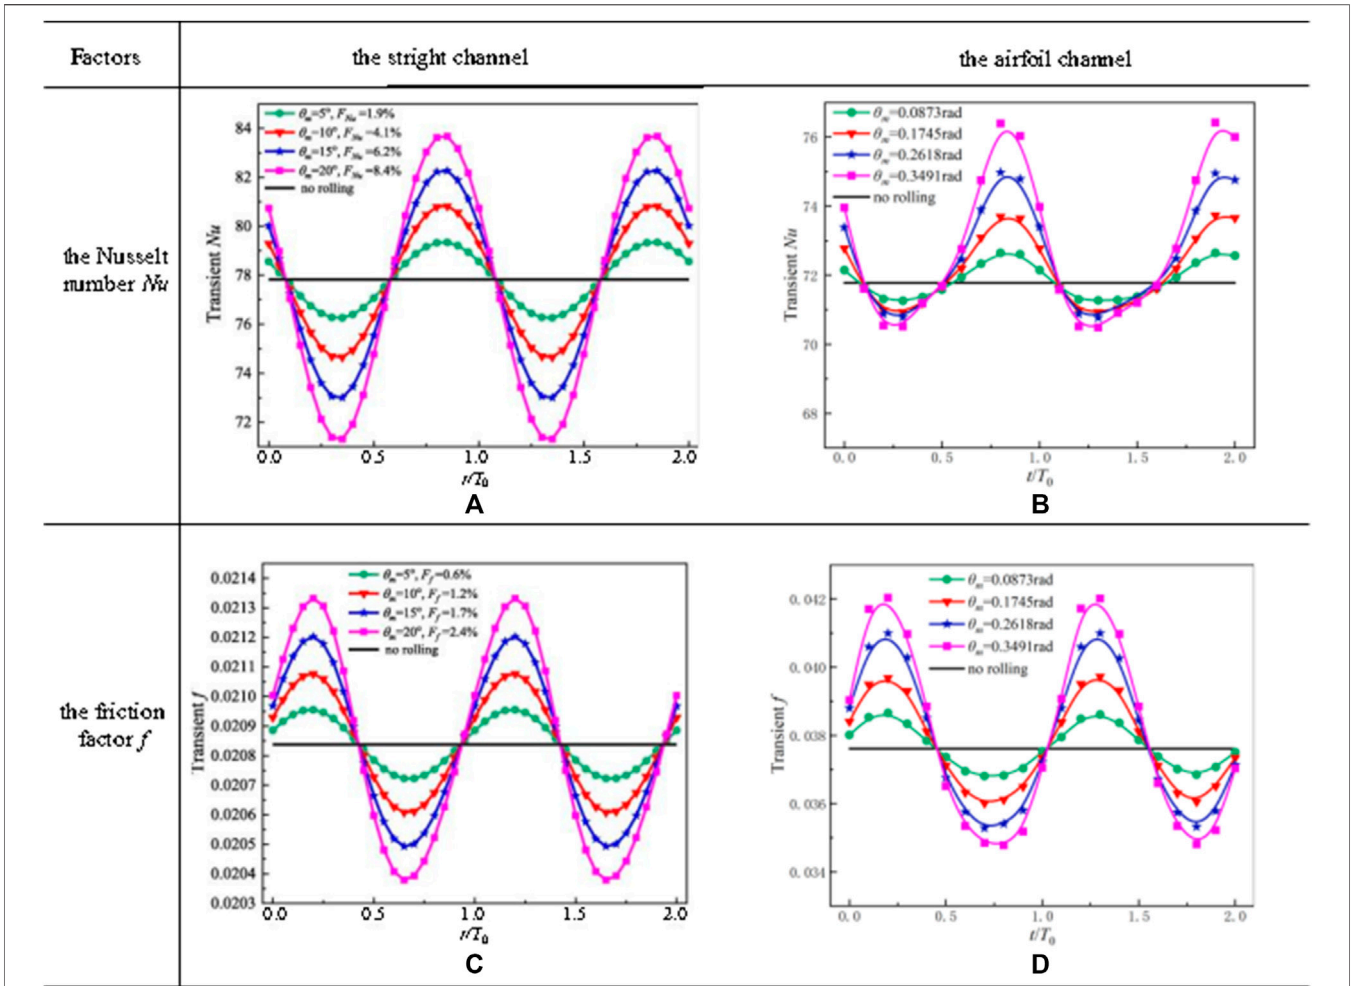 Factors
the stright channel
the airfoil channel
the Nusselt
number Nu
θm=5°, FNu=1.9%
θm=10°, FNu=4.1%
θm=15°, FNu=6.2%
θm=20°, FNu=8.4%
no rolling
Transient Nu
84
82
80
78
76
74
72
0.0
0.5
1.0
1.5
2.0
t/T0
A
θm=0.0873rad
θm=0.1745rad
θm=0.2618rad
θm=0.3491rad
no rolling
Transient Nu
76
74
72
70
68
0.0
0.5
1.0
1.5
2.0
t/T0
B
the friction
factor f
θm=5°, Ff=0.6%
θm=10°, Ff=1.2%
θm=15°, Ff=1.7%
θm=20°, Ff=2.4%
no rolling
Transient f
0.0214
0.0213
0.0212
0.0211
0.0210
0.0209
0.0208
0.0207
0.0206
0.0205
0.0204
0.0203
0.0
0.5
1.0
1.5
2.0
t/T0
C
θm=0.0873rad
θm=0.1745rad
θm=0.2618rad
θm=0.3491rad
no rolling
Transient f
0.042
0.040
0.038
0.036
0.034
0.0
0.5
1.0
1.5
2.0
t/T0
D